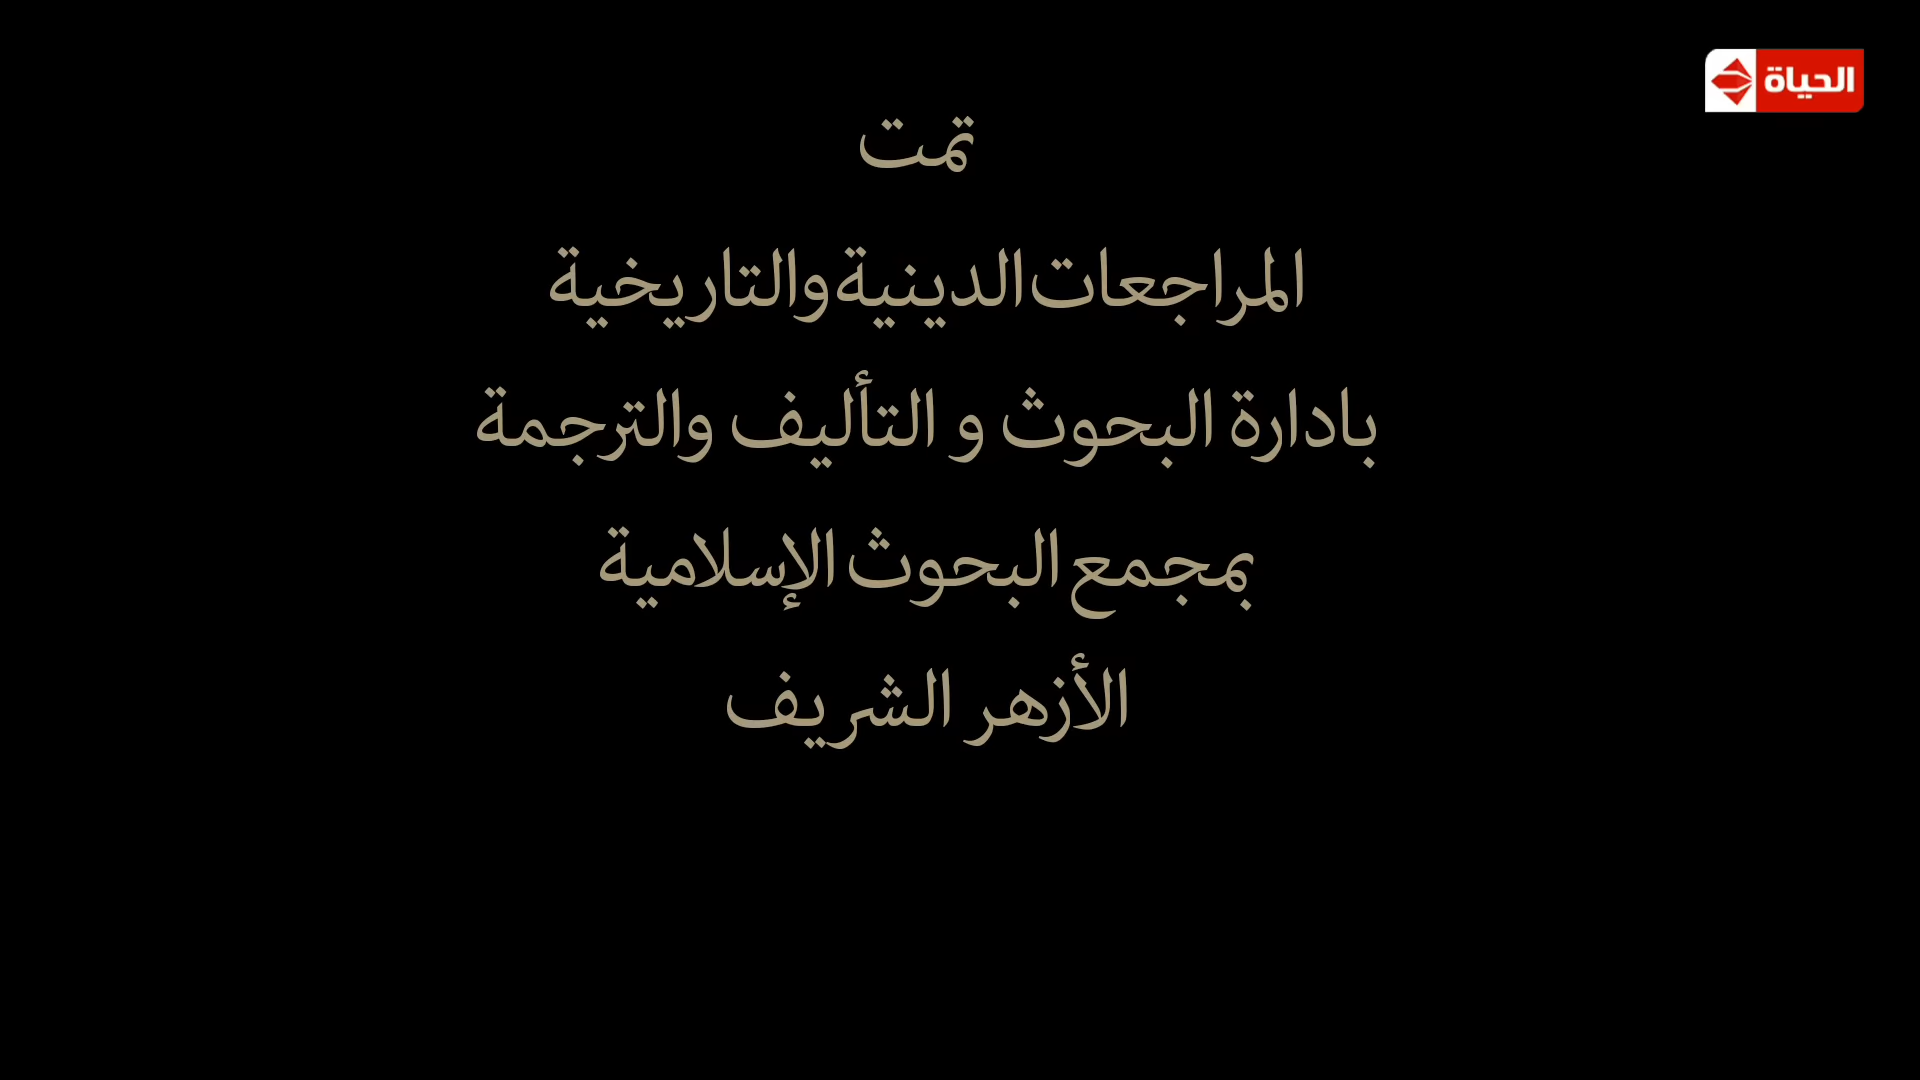 الحياة
تمت
المراجعات الدينية والتاريخية
بادارة البحوث و التأليف والترجمة
بمجمع البحوث الإسلامية
الأزهر الشريف